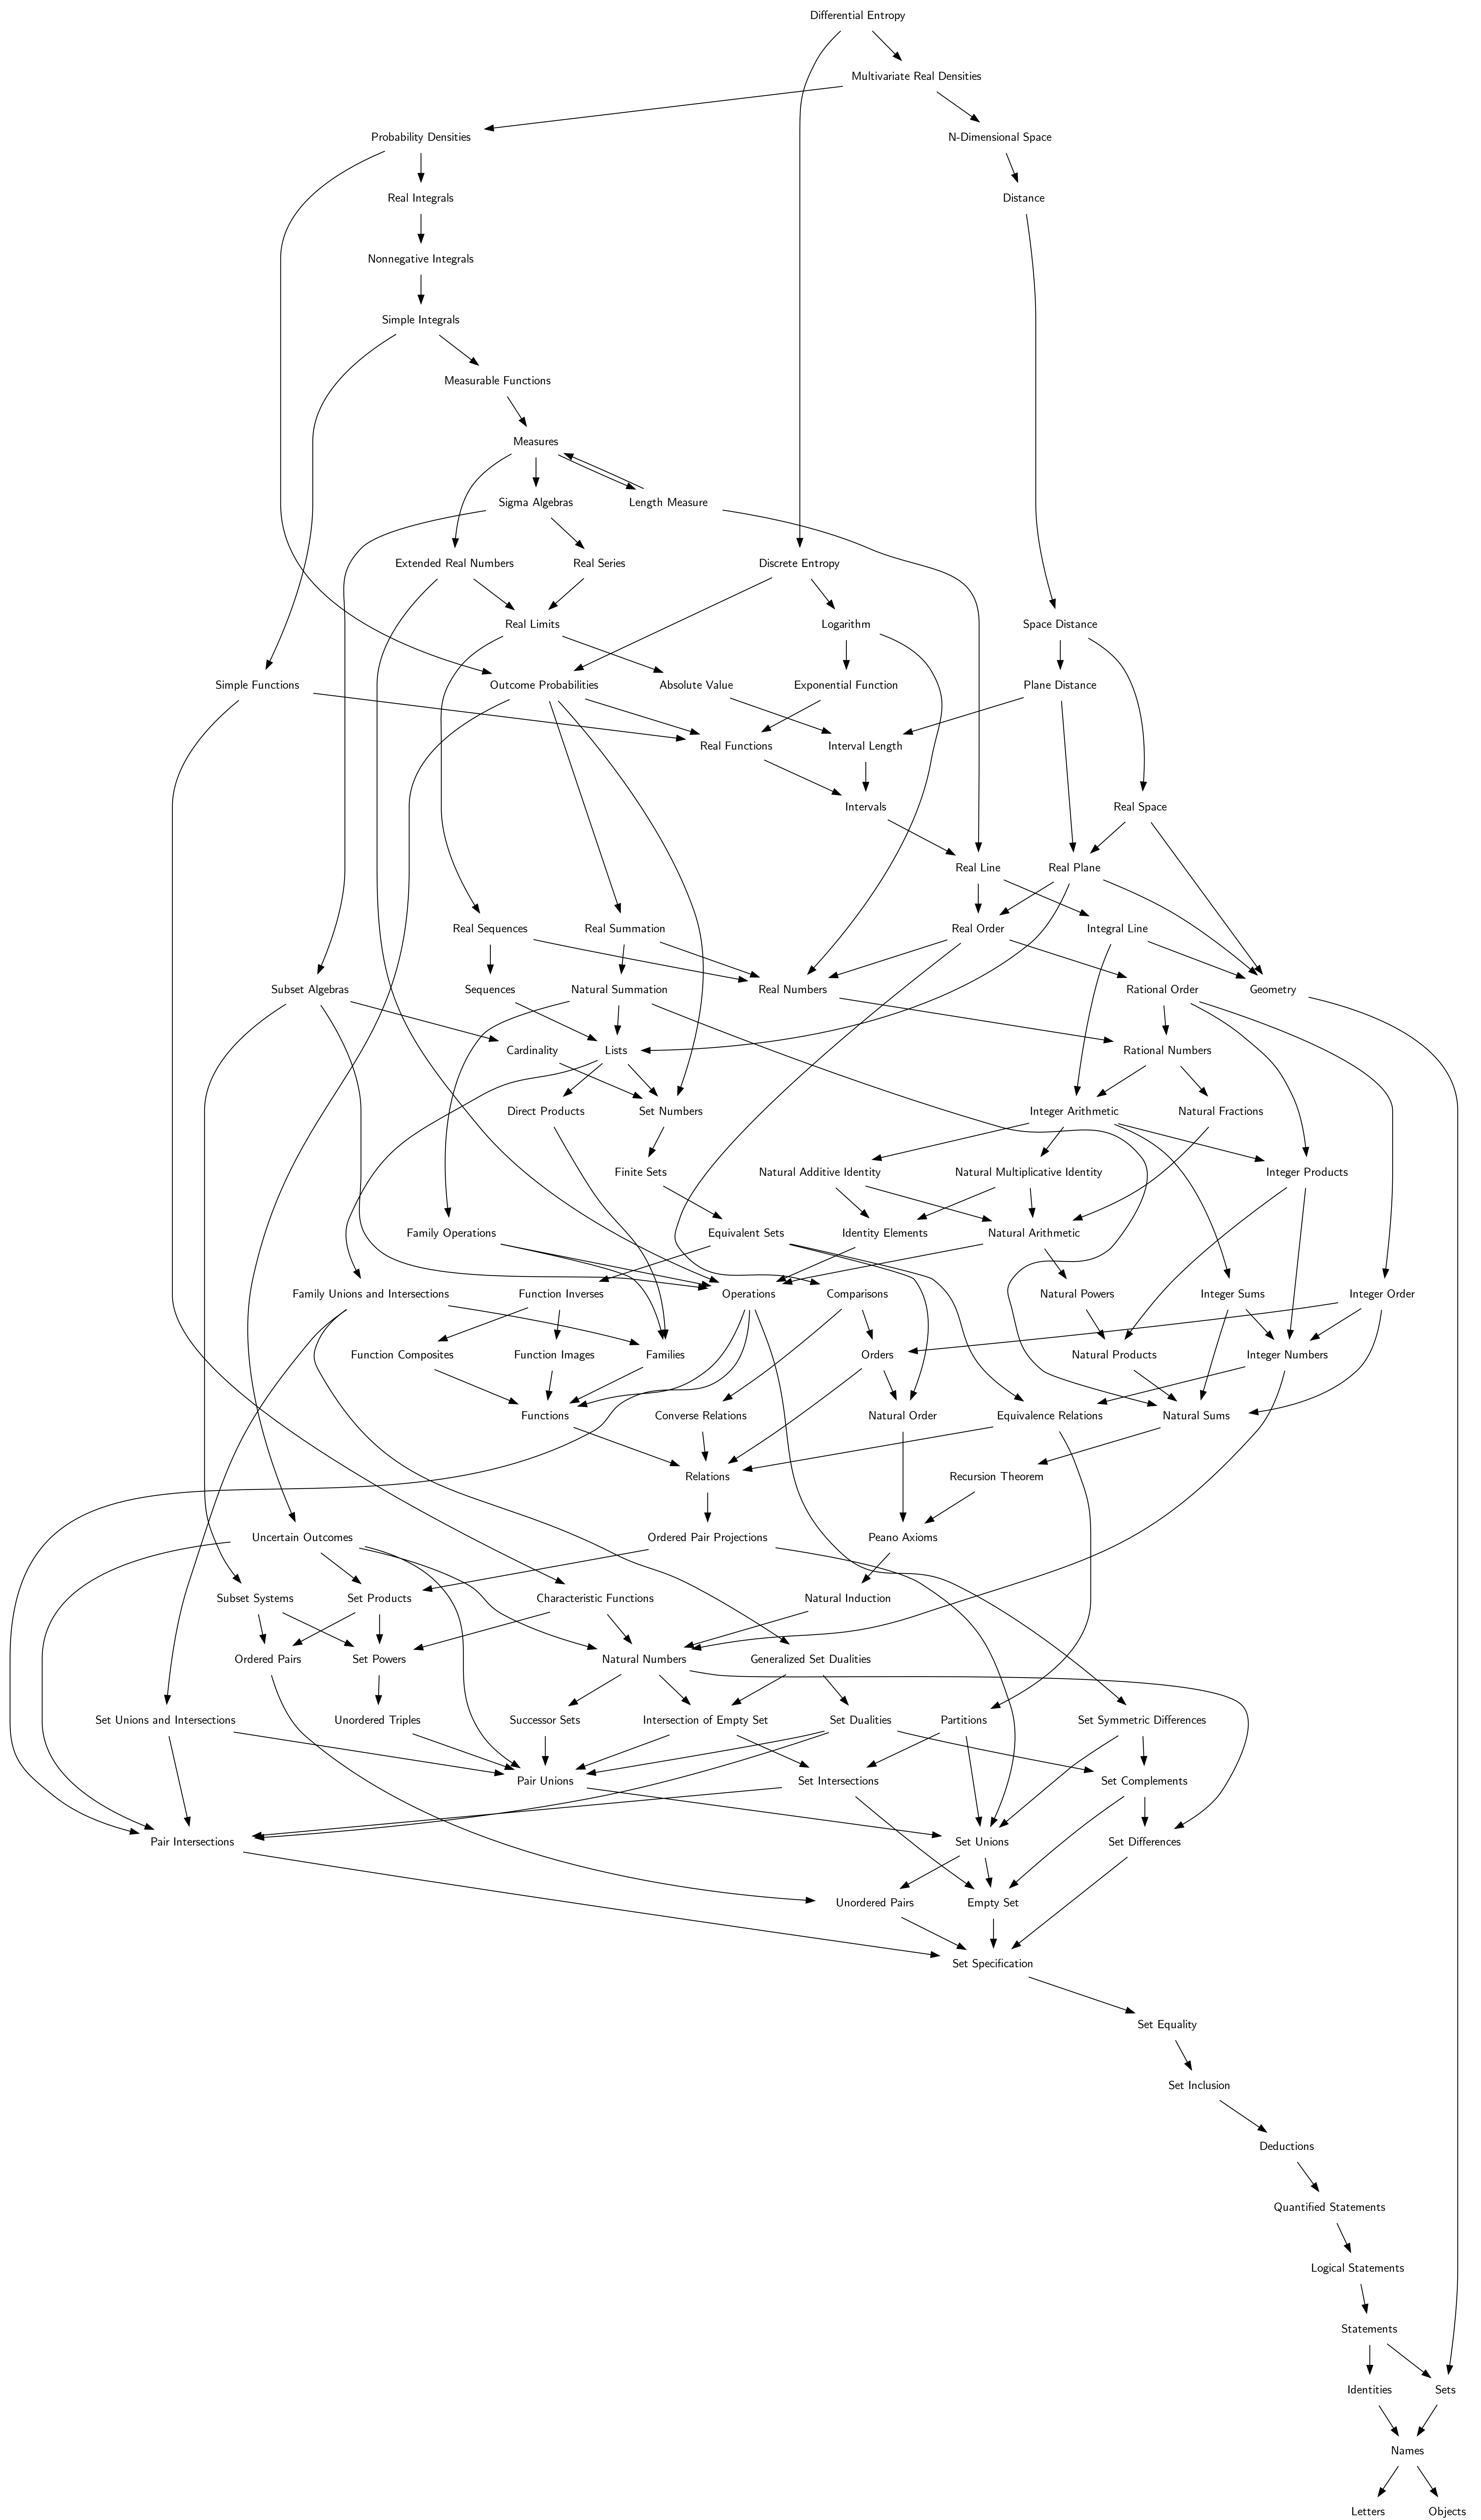 Differential Entropy
Multivariate Real Densities
Probability Densities
N-Dimensional Space
Real Integrals
Distance
Nonnegative Integrals
Simple Integrals
Measurable Functions
Measures
Sigma Algebras
Length Measure
Extended Real Numbers
Real Series
Discrete Entropy
Real Limits
Logarithm
Space Distance
Simple Functions
Outcome Probabilities
Absolute Value
Exponential Function
Plane Distance
Real Functions
Interval Length
Intervals
Real Space
Real Line
Real Plane
Real Sequences
Real Summation
Real Order
Integral Line
Subset Algebras
Sequences
Natural Summation
Real Numbers
Rational Order
Geometry
Cardinality
Lists
Rational Numbers
Direct Products
Set Numbers
Integer Arithmetic
Natural Fractions
Finite Sets
Natural Additive Identity
Natural Multiplicative Identity
Integer Products
Family Operations
Equivalent Sets
Identity Elements
Natural Arithmetic
Family Unions and Intersections
Function Inverses
Operations
Comparisons
Natural Powers
Integer Sums
Integer Order
Function Composites
Function Images
Families
Orders
Natural Products
Integer Numbers
Functions
Converse Relations
Natural Order
Equivalence Relations
Natural Sums
Relations
Recursion Theorem
Uncertain Outcomes
Ordered Pair Projections
Peano Axioms
Subset Systems
Set Products
Characteristic Functions
Natural Induction
Ordered Pairs
Set Powers
Natural Numbers
Generalized Set Dualities
Set Unions and Intersections
Unordered Triples
Successor Sets
Intersection of Empty Set
Set Dualities
Partitions
Set Symmetric Differences
Pair Unions
Set Intersections
Set Complements
Pair Intersections
Set Unions
Set Differences
Unordered Pairs
Empty Set
Set Specification
Set Equality
Set Inclusion
Deductions
Quantified Statements
Logical Statements
Statements
Identities
Sets
Names
Letters
Objects